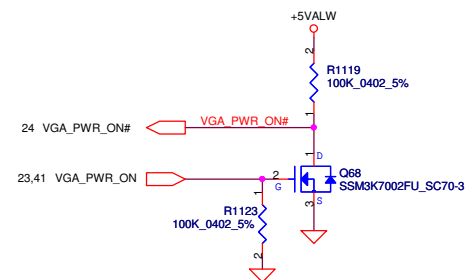 +5VALW
2
R1119
100K_0402_5%
1
24 VGA_PWR_ON#
VGA_PWR_ON#
1
D
Q68
SSM3K7002FU_SC70-3
23,41 VGA_PWR_ON
2
G
S
3
1
R1123
100K_0402_5%
2